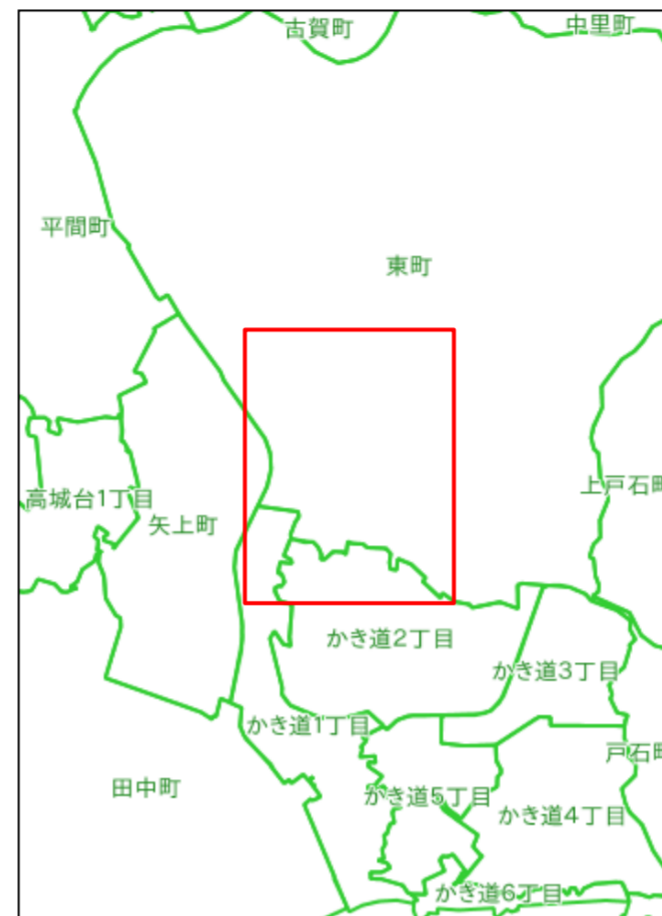 古賀町
中里町
平間町
東町
上戸石町
高城台1丁目
矢上町
かき道2丁目
かき道3丁目
かき道1丁目
戸石町
田中町
かき道5丁目
かき道4丁目
かき道6丁目